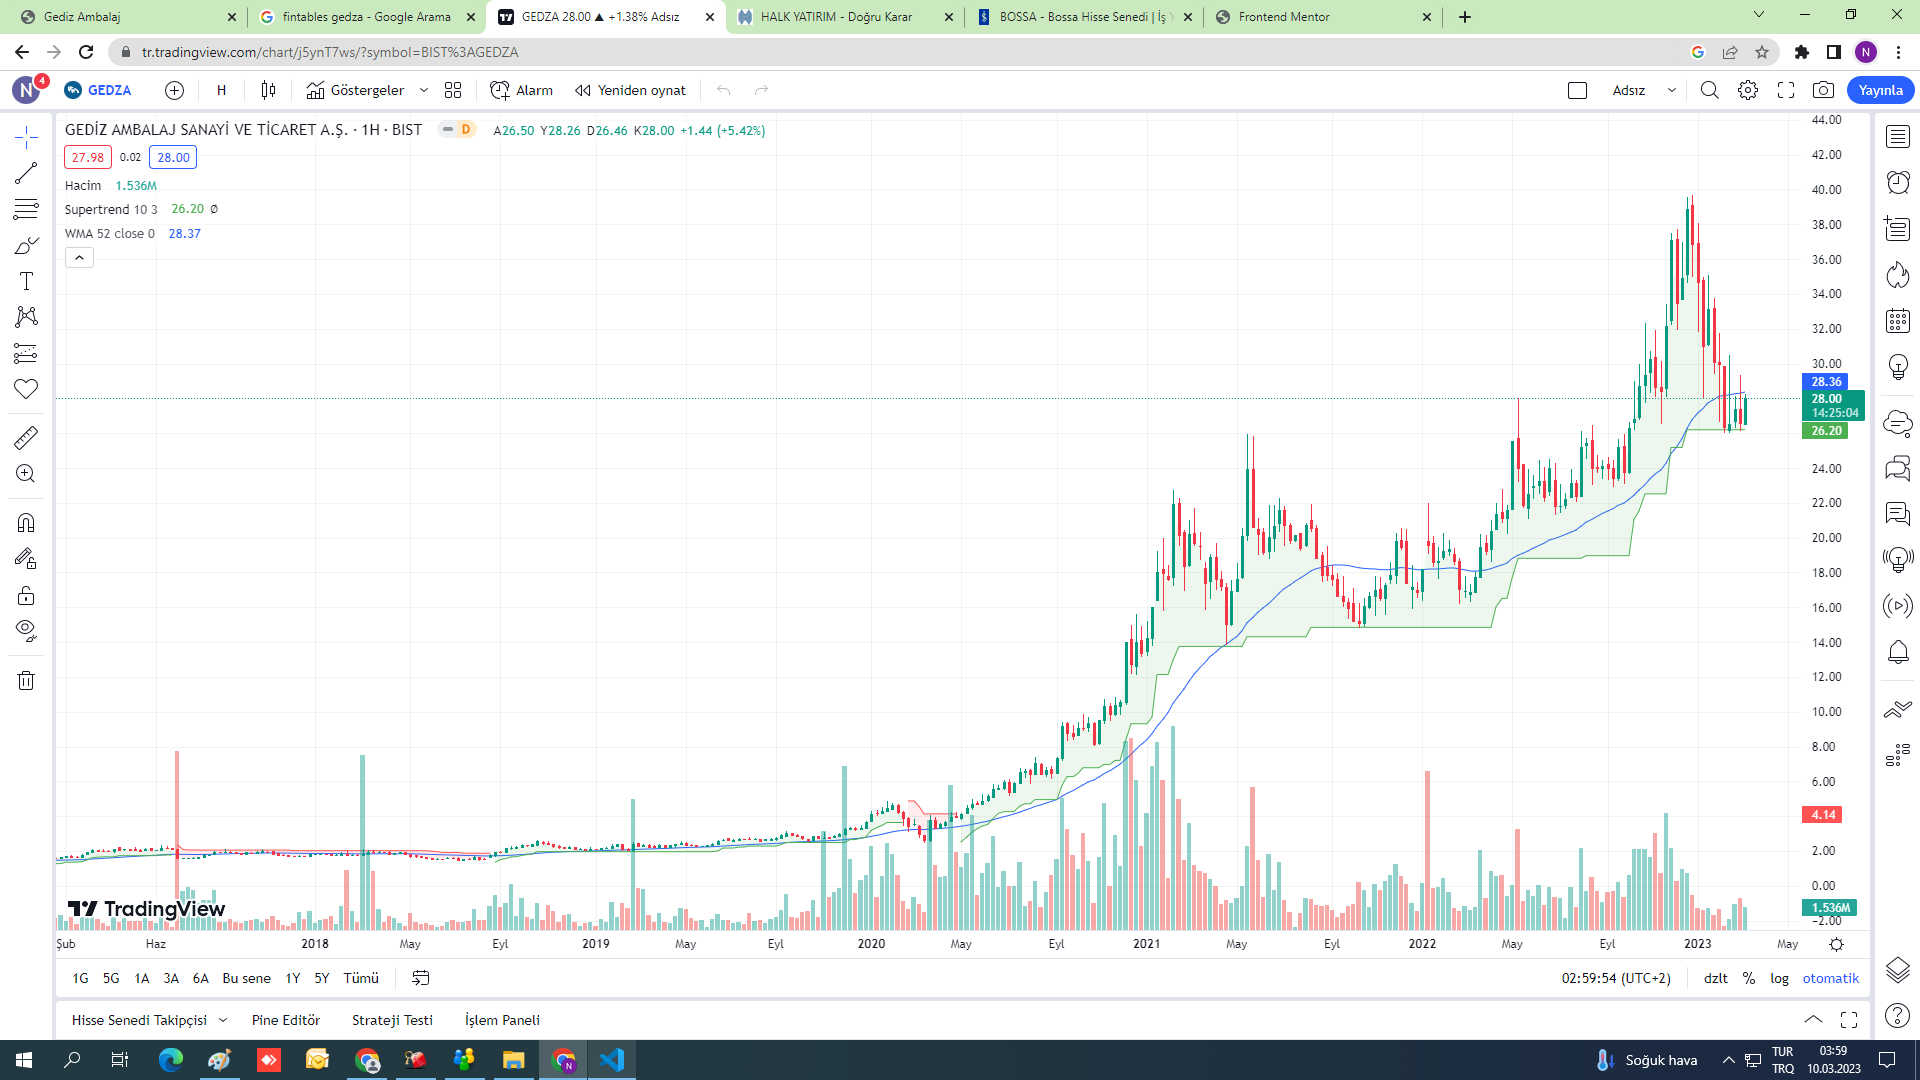 Gediz Ambalaj
fintables gedza - Google Arama
GEDZA 28.00 ▲ +1.38% Adsız
HALK YATIRIM - Doğru Karar
BOSSA - Bossa Hisse Senedi | İş Y
Frontend Mentor
tr.tradingview.com/chart/j5ynT7ws/?symbol=BIST%3AGEDZA
N
N 4
GEDZA
H
Göstergeler
Alarm
Yeniden oynat
Adsız
Yayınla
GEDİZ AMBALAJ SANAYİ VE TİCARET A.Ş. · 1H · BIST
D
A26.50 Y28.26 D26.46 K28.00 +1.44 (+5.42%)
27.98 0.02 28.00
Hacim 1.536M
Supertrend 10 3 26.20 Ø
WMA 52 close 0 28.37
44.00
42.00
40.00
38.00
36.00
34.00
32.00
30.00
28.36
28.00
14:25:04
26.20
24.00
22.00
20.00
18.00
16.00
14.00
12.00
10.00
8.00
6.00
4.14
2.00
0.00
1.536M
−2.00
TradingView
Şub Haz 2018 May Eyl 2019 May Eyl 2020 May Eyl 2021 May Eyl 2022 May Eyl 2023 May
1G 5G 1A 3A 6A Bu sene 1Y 5Y Tümü
02:59:54 (UTC+2) dzlt % log otomatik
Hisse Senedi Takipçisi Pine Editör Strateji Testi İşlem Paneli
Soğuk hava
TUR
TRQ
03:59
10.03.2023